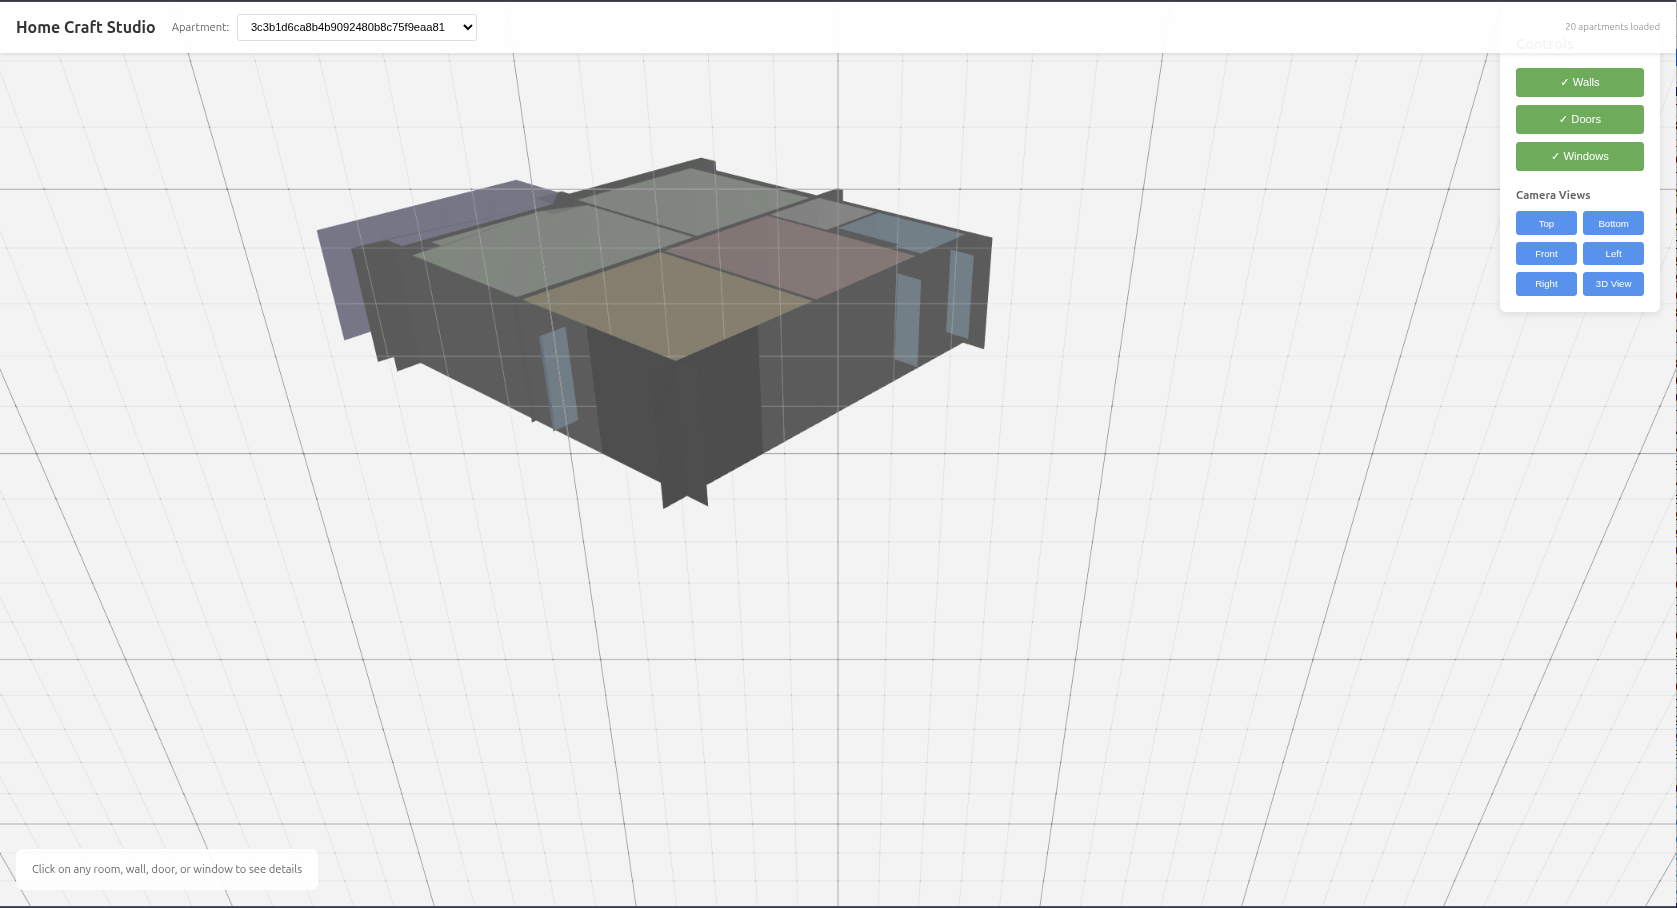 Home Craft Studio
Apartment:
3c3b1d6ca8b4b9092480b8c75f9eaa81
20 apartments loaded
Controls
✓ Walls
✓ Doors
✓ Windows
Camera Views
Top
Bottom
Front
Left
Right
3D View
Click on any room, wall, door, or window to see details